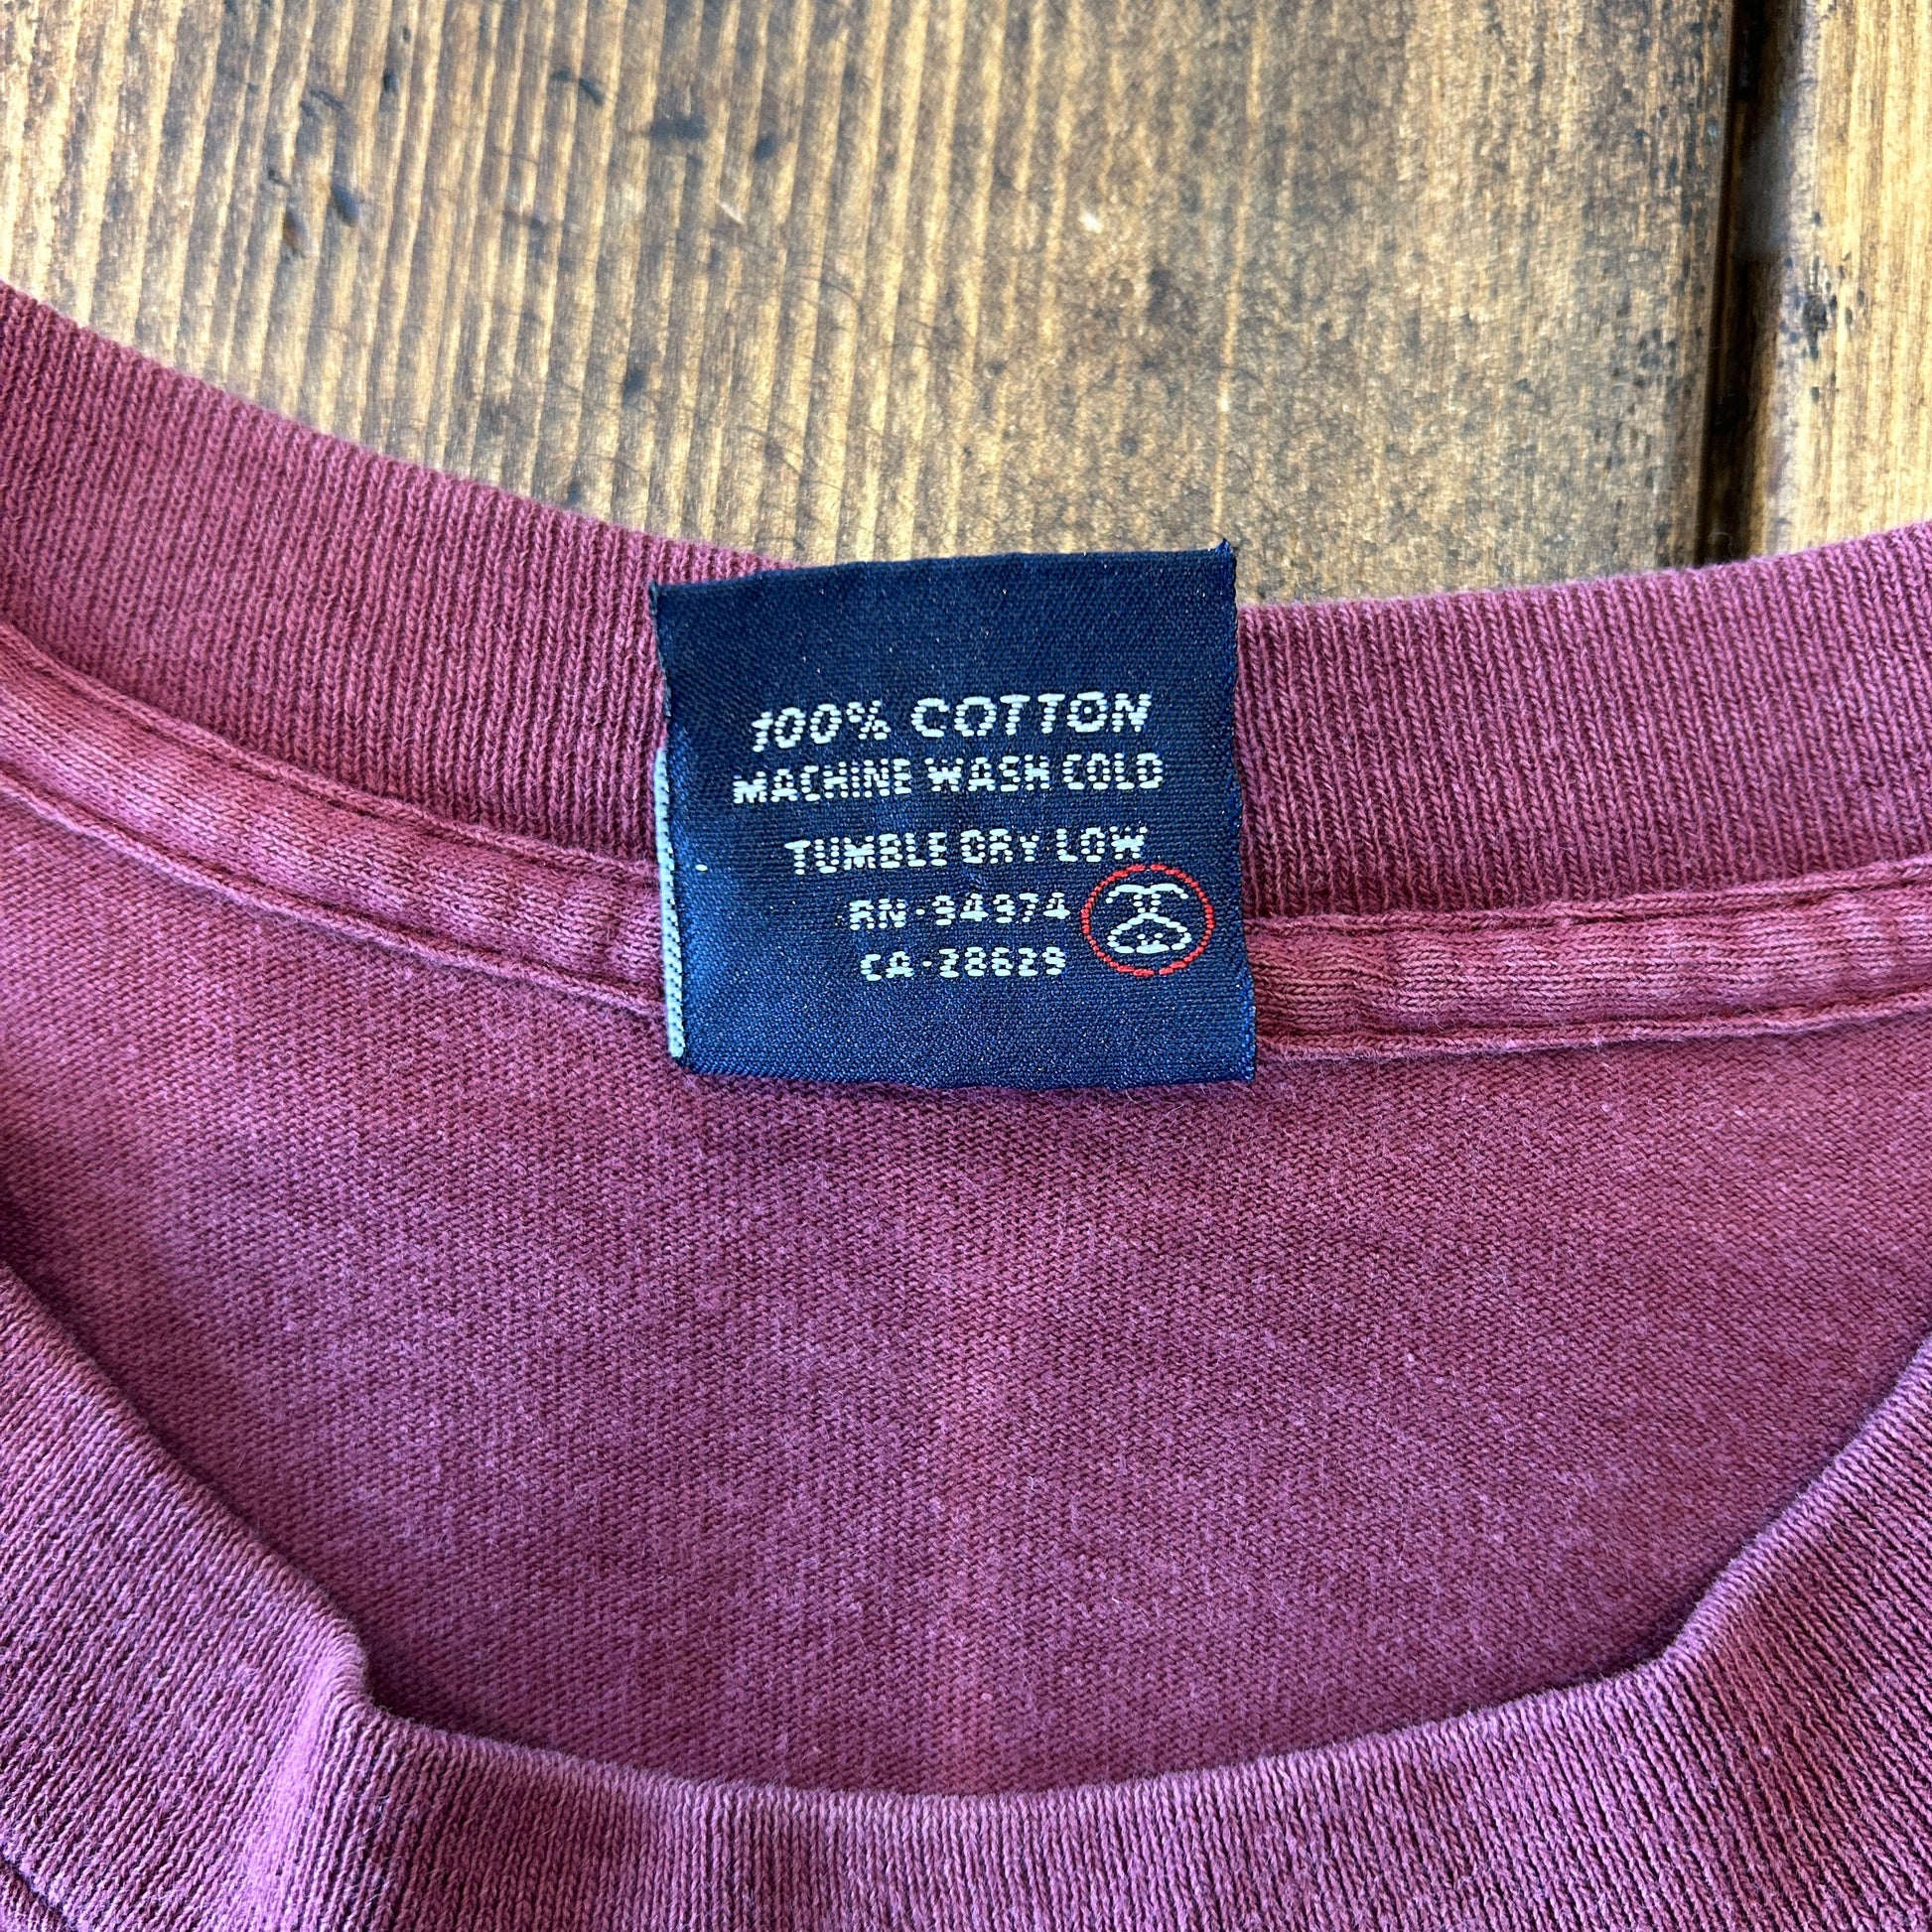 100% COTTON
MACHINE WASH COLD
TUMBLE DRY LOW
RN-94974
CA-28629